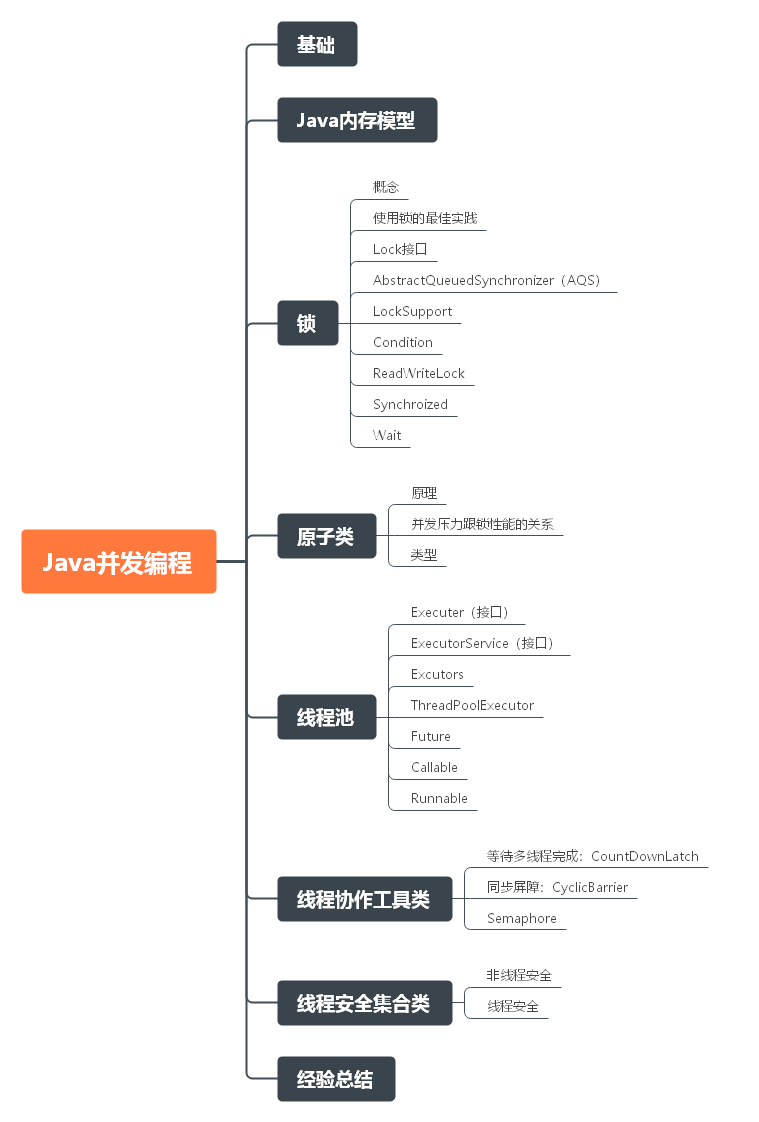 基础
Java内存模型
概念
使用锁的最佳实践
Lock接口
AbstractQueuedSynchronizer（AQS）
锁
LockSupport
Condition
ReadWriteLock
Synchroized
Wait
原理
原子类
并发压力跟锁性能的关系
类型
Java并发编程
Executer（接口）
ExecutorService（接口）
Excutors
线程池
ThreadPoolExecutor
Future
Callable
Runnable
等待多线程完成：CountDownLatch
线程协作工具类
同步屏障：CyclicBarrier
Semaphore
非线程安全
线程安全集合类
线程安全
经验总结